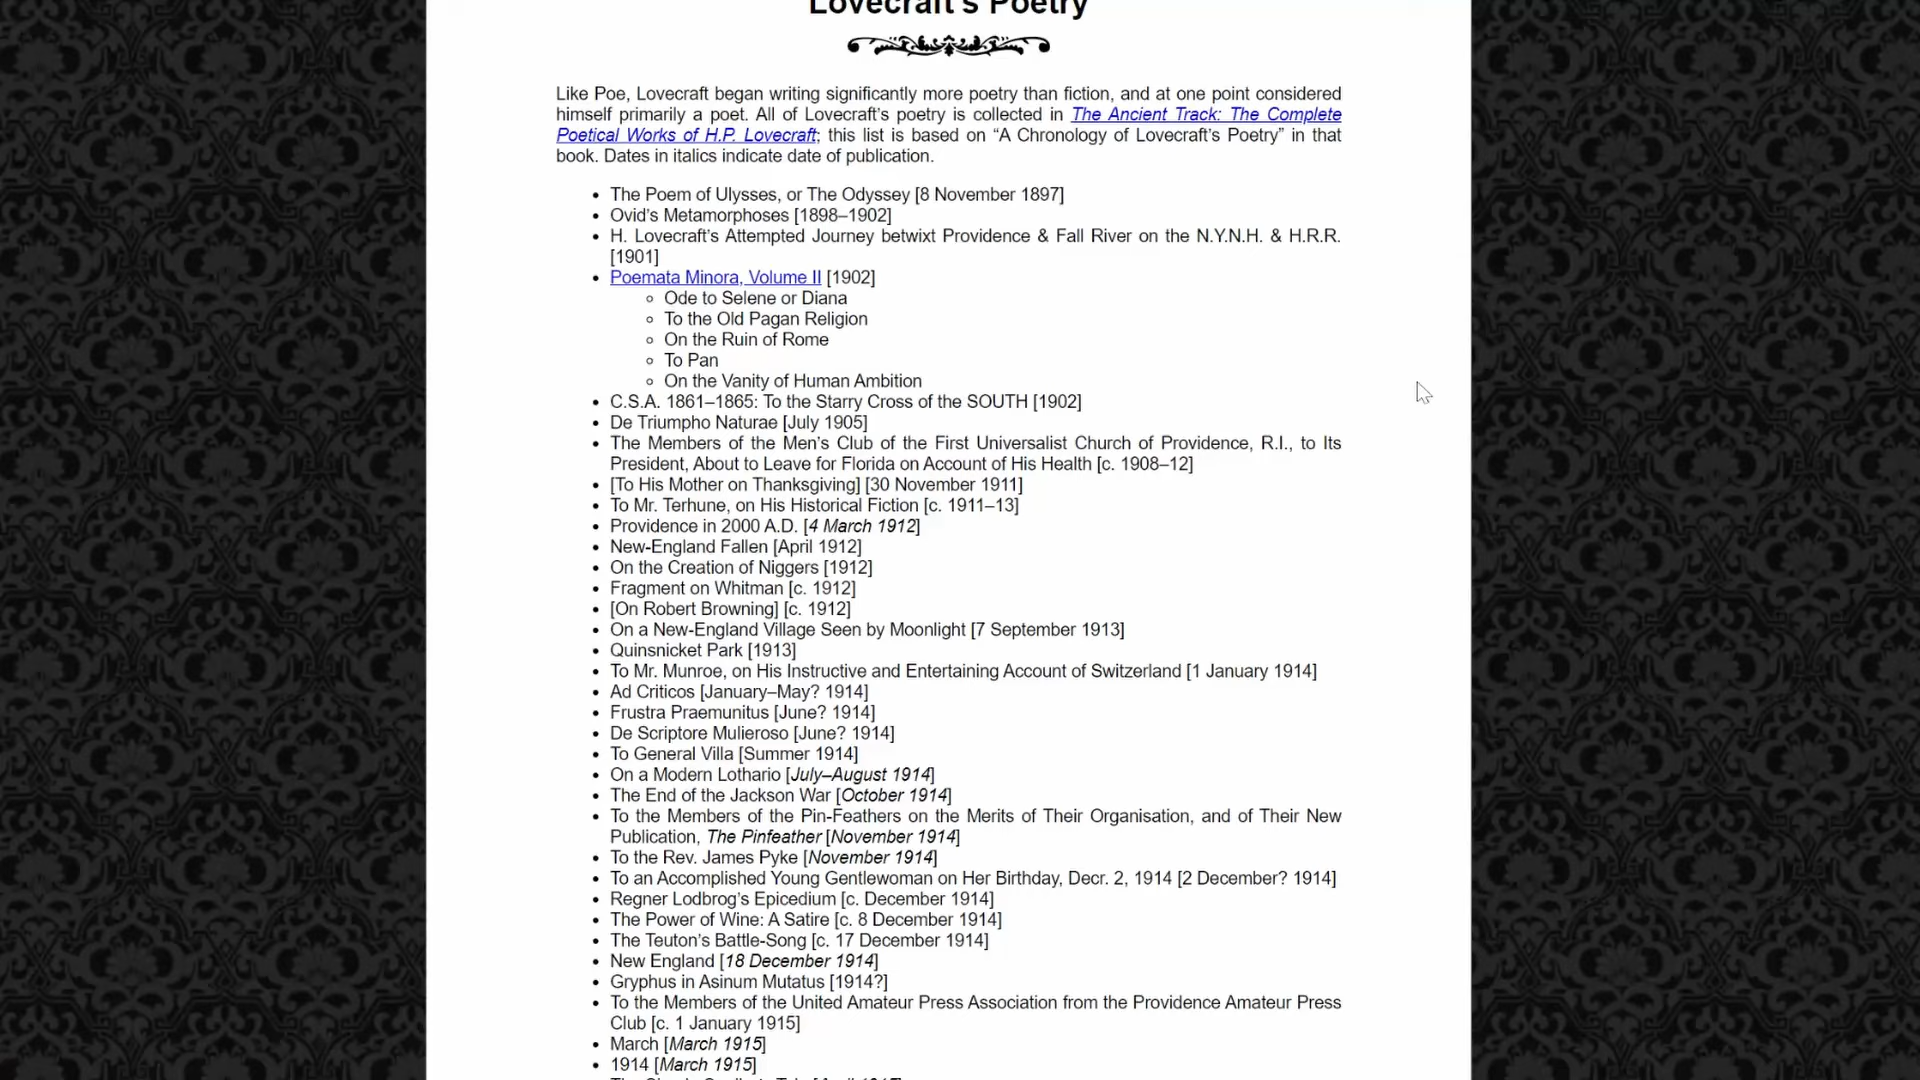 Lovecraft's Poetry
Like Poe, Lovecraft began writing significantly more poetry than fiction, and at one point considered
himself primarily a poet. All of Lovecraft’s poetry is collected in The Ancient Track: The Complete
Poetical Works of H.P. Lovecraft; this list is based on “A Chronology of Lovecraft’s Poetry” in that
book. Dates in italics indicate date of publication.
• The Poem of Ulysses, or The Odyssey [8 November 1897]
• Ovid’s Metamorphoses [1898–1902]
• H. Lovecraft’s Attempted Journey betwixt Providence & Fall River on the N.Y.N.H. & H.R.R.
[1901]
• Poemata Minora, Volume II [1902]
◦ Ode to Selene or Diana
◦ To the Old Pagan Religion
◦ On the Ruin of Rome
◦ To Pan
◦ On the Vanity of Human Ambition
• C.S.A. 1861–1865: To the Starry Cross of the SOUTH [1902]
• De Triumpho Naturae [July 1905]
• The Members of the Men’s Club of the First Universalist Church of Providence, R.I., to Its
President, About to Leave for Florida on Account of His Health [c. 1908–12]
• [To His Mother on Thanksgiving] [30 November 1911]
• To Mr. Terhune, on His Historical Fiction [c. 1911–13]
• Providence in 2000 A.D. [4 March 1912]
• New-England Fallen [April 1912]
• On the Creation of Niggers [1912]
• Fragment on Whitman [c. 1912]
• [On Robert Browning] [c. 1912]
• On a New-England Village Seen by Moonlight [7 September 1913]
• Quinsnicket Park [1913]
• To Mr. Munroe, on His Instructive and Entertaining Account of Switzerland [1 January 1914]
• Ad Criticos [January–May? 1914]
• Frustra Praemunitus [June? 1914]
• De Scriptore Mulieroso [June? 1914]
• To General Villa [Summer 1914]
• On a Modern Lothario [July–August 1914]
• The End of the Jackson War [October 1914]
• To the Members of the Pin-Feathers on the Merits of Their Organisation, and of Their New
Publication, The Pinfeather [November 1914]
• To the Rev. James Pyke [November 1914]
• To an Accomplished Young Gentlewoman on Her Birthday, Decr. 2, 1914 [2 December? 1914]
• Regner Lodbrog’s Epicedium [c. December 1914]
• The Power of Wine: A Satire [c. 8 December 1914]
• The Teuton’s Battle-Song [c. 17 December 1914]
• New England [18 December 1914]
• Gryphus in Asinum Mutatus [1914?]
• To the Members of the United Amateur Press Association from the Providence Amateur Press
Club [c. 1 January 1915]
• March [March 1915]
• 1914 [March 1915]